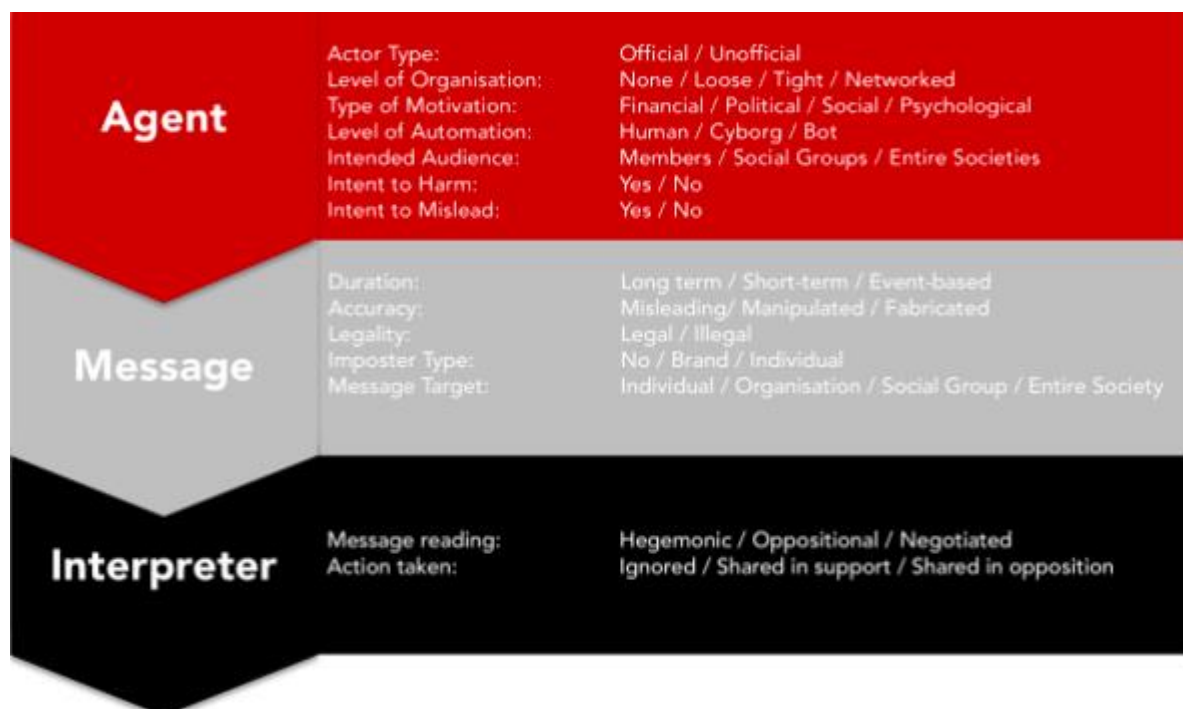 Agent
Actor Type: Official / Unofficial
Level of Organisation: None / Loose / Tight / Networked
Type of Motivation: Financial / Political / Social / Psychological
Level of Automation: Human / Cyborg / Bot
Intended Audience: Members / Social Groups / Entire Societies
Intent to Harm: Yes / No
Intent to Mislead: Yes / No
Message
Duration: Long term / Short-term / Event-based
Accuracy: Misleading/ Manipulated / Fabricated
Legality: Legal / Illegal
Imposter Type: No / Brand / Individual
Message Target: Individual / Organisation / Social Group / Entire Society
Interpreter
Message reading: Hegemonic / Oppositional / Negotiated
Action taken: Ignored / Shared in support / Shared in opposition